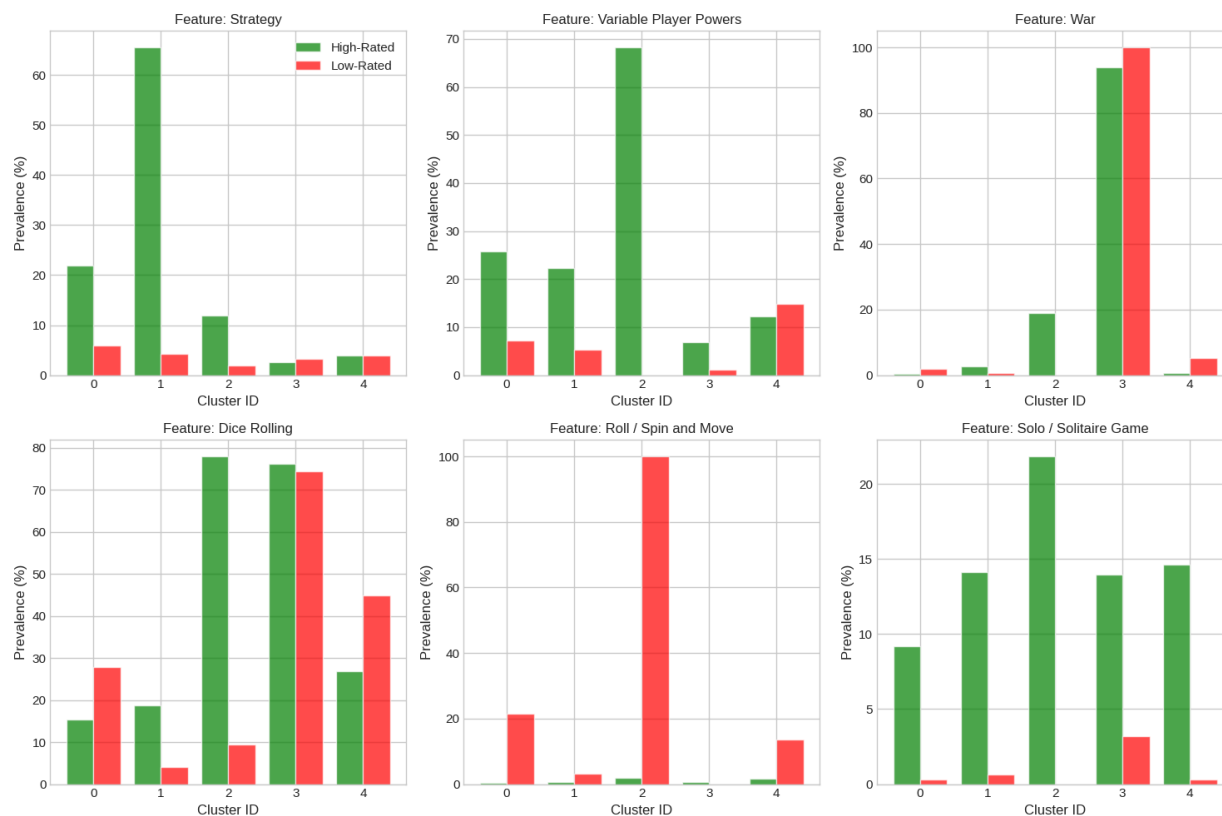 Feature: Strategy
High-Rated
Low-Rated
Prevalence (%)
0
10
20
30
40
50
60
0 1 2 3 4
Cluster ID
Feature: Variable Player Powers
Prevalence (%)
70
60
50
40
30
20
10
0
0 1 2 3 4
Cluster ID
Feature: War
Prevalence (%)
100
80
60
40
20
0
0 1 2 3 4
Cluster ID
Feature: Dice Rolling
Prevalence (%)
80
70
60
50
40
30
20
10
0
0 1 2 3 4
Cluster ID
Feature: Roll / Spin and Move
Prevalence (%)
100
80
60
40
20
0
0 1 2 3 4
Cluster ID
Feature: Solo / Solitaire Game
Prevalence (%)
20
15
10
5
0
0 1 2 3 4
Cluster ID